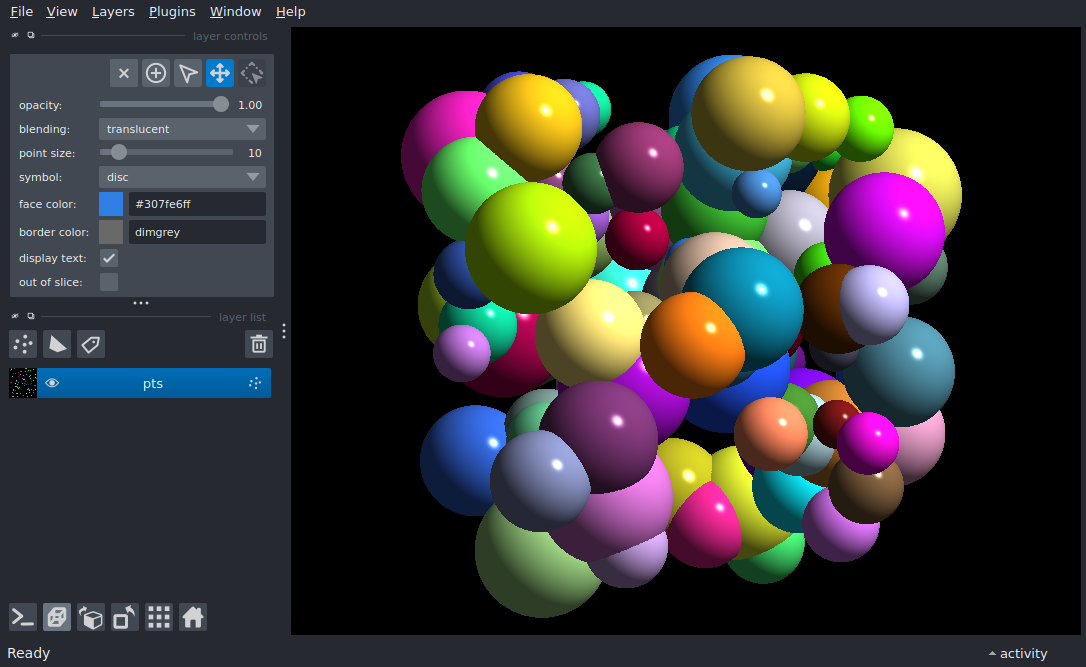 File View Layers Plugins Window Help
layer controls
opacity: 1.00
blending: translucent
point size: 10
symbol: disc
face color: #307fe6ff
border color: dimgrey
display text:
out of slice:
layer list
pts
Ready activity